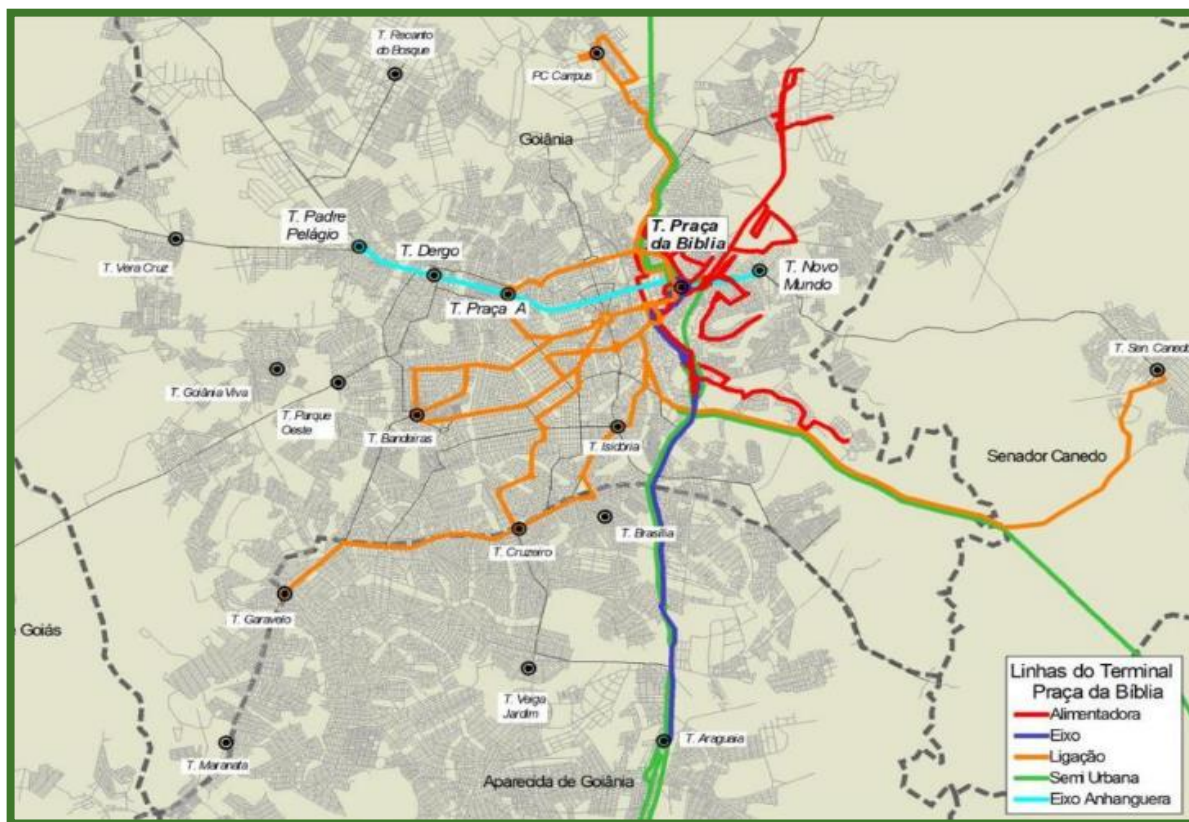 T. Recanto
do Bosque
PC Campus
Goiânia
T. Padre
Pelágio
T. Praça
da Bíblia
T. Dergo
T. Vera Cruz
T. Novo
Mundo
T. Praça A
T. Sen. Canedo
T. Goiânia Viva
T. Parque
Oeste
T. Bandeiras
T. Isidória
Senador Canedo
T. Brasília
T. Cruzeiro
T. Garavelo
Goiás
T. Veiga
Jardim
T. Araguaia
T. Maranata
Aparecida de Goiânia
Linhas do Terminal
Praça da Bíblia
Alimentadora
Eixo
Ligação
Semi Urbana
Eixo Anhanguera